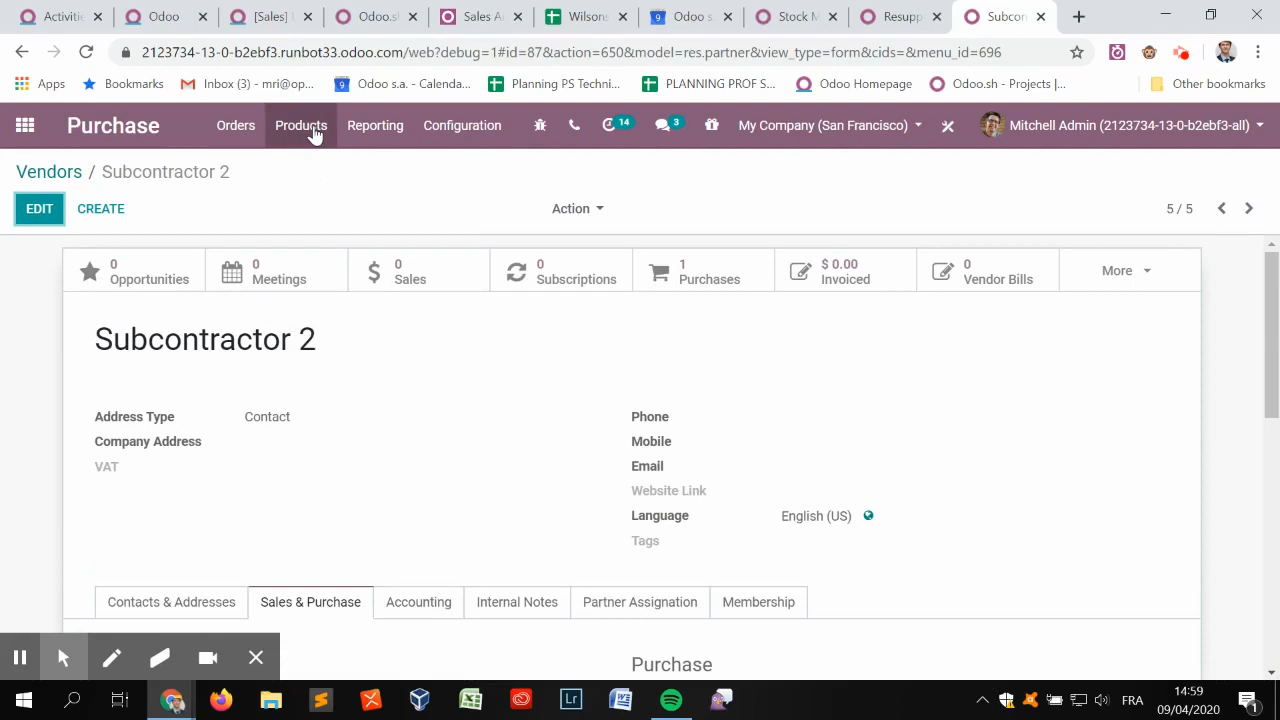 Activitie Odoo [Sales Odoo.s Sales A Wilsons Odoo s Stock M Resupp Subcon
2123734-13-0-b2ebf3.runbot33.odoo.com/web?debug=1#id=87&action=650&model=res.partner&view_type=form&cids=&menu_id=696
Apps Bookmarks Inbox (3) - mri@op... Odoo s.a. - Calenda... Planning PS Techni... PLANNING PROF S... Odoo Homepage Odoo.sh - Projects |... Other bookmarks
Purchase Orders Products Reporting Configuration 14 3 My Company (San Francisco) Mitchell Admin (2123734-13-0-b2ebf3-all)
Vendors / Subcontractor 2
EDIT CREATE Action 5 / 5
0 Opportunities
0 Meetings
0 Sales
0 Subscriptions
1 Purchases
$ 0.00 Invoiced
0 Vendor Bills
More
Subcontractor 2
Address Type Contact
Company Address
VAT
Phone
Mobile
Email
Website Link
Language English (US)
Tags
Contacts & Addresses Sales & Purchase Accounting Internal Notes Partner Assignation Membership
Purchase
FRA
14:59
09/04/2020
1